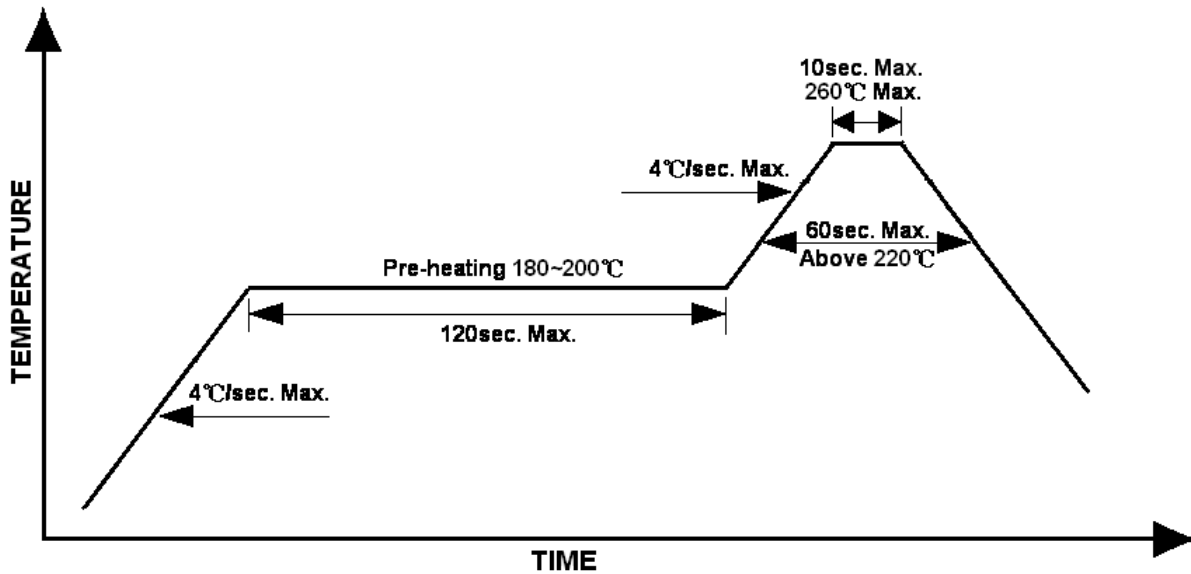 10sec. Max.
260℃ Max.
4℃/sec. Max.
60sec. Max.
Above 220℃
Pre-heating 180~200℃
120sec. Max.
4℃/sec. Max.
TEMPERATURE
TIME